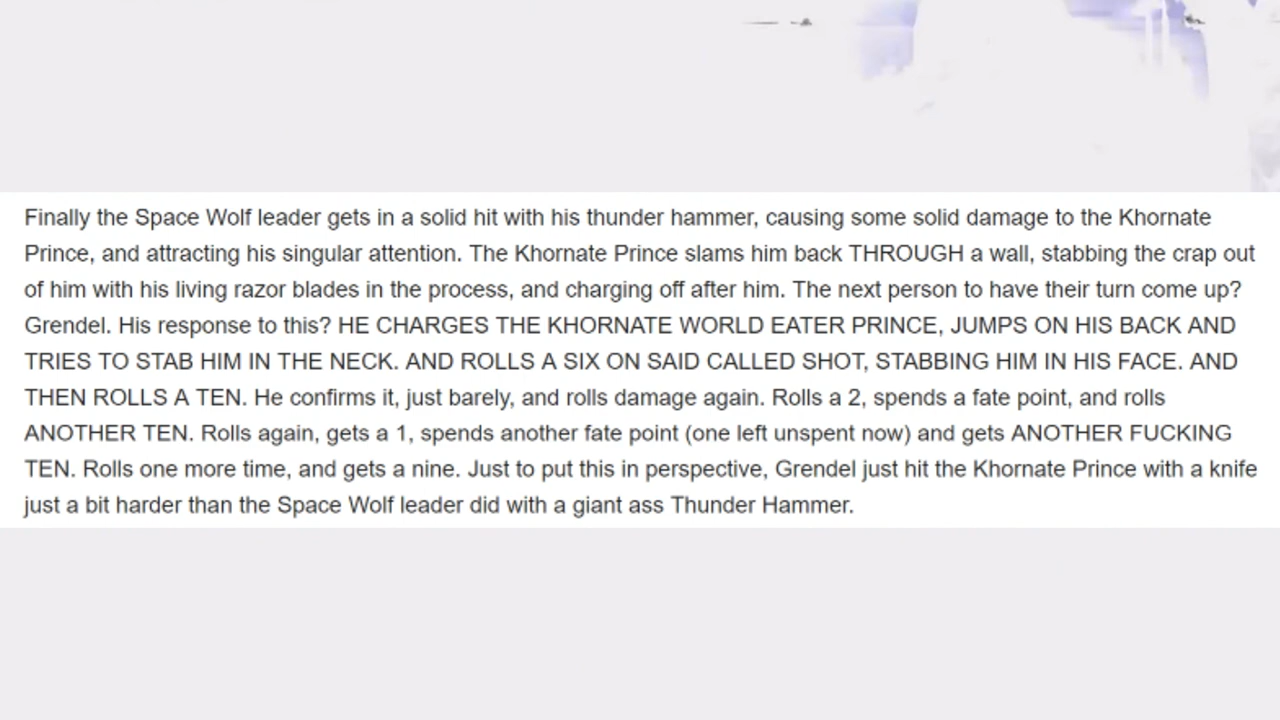 Finally the Space Wolf leader gets in a solid hit with his thunder hammer, causing some solid damage to the Khornate
Prince, and attracting his singular attention. The Khornate Prince slams him back THROUGH a wall, stabbing the crap out
of him with his living razor blades in the process, and charging off after him. The next person to have their turn come up?
Grendel. His response to this? HE CHARGES THE KHORNATE WORLD EATER PRINCE, JUMPS ON HIS BACK AND
TRIES TO STAB HIM IN THE NECK. AND ROLLS A SIX ON SAID CALLED SHOT, STABBING HIM IN HIS FACE. AND
THEN ROLLS A TEN. He confirms it, just barely, and rolls damage again. Rolls a 2, spends a fate point, and rolls
ANOTHER TEN. Rolls again, gets a 1, spends another fate point (one left unspent now) and gets ANOTHER FUCKING
TEN. Rolls one more time, and gets a nine. Just to put this in perspective, Grendel just hit the Khornate Prince with a knife
just a bit harder than the Space Wolf leader did with a giant ass Thunder Hammer.